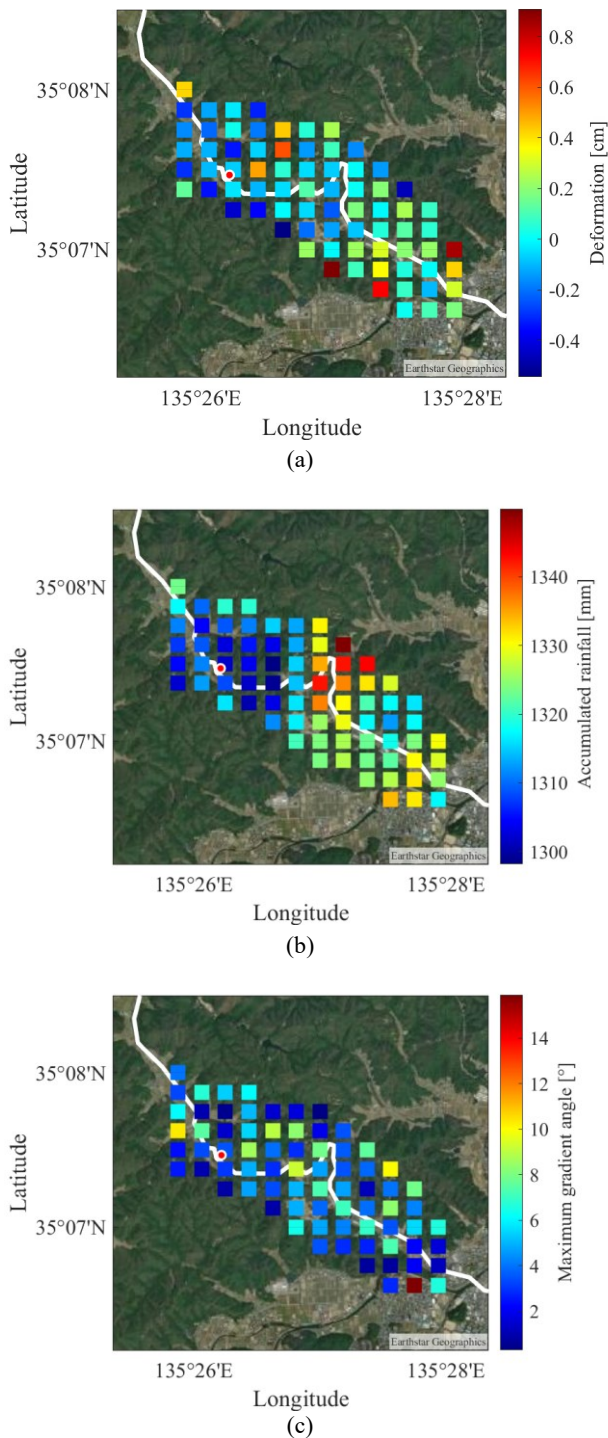 0.8
0.6
0.4
0.2
0
-0.2
-0.4
Deformation [cm]
35°08'N
35°07'N
Latitude
Earthstar Geographics
135°26'E 135°28'E
Longitude
(a)
1340
1330
1320
1310
1300
Accumulated rainfall [mm]
35°08'N
35°07'N
Latitude
Earthstar Geographics
135°26'E 135°28'E
Longitude
(b)
14
12
10
8
6
4
2
Maximum gradient angle [°]
35°08'N
35°07'N
Latitude
Earthstar Geographics
135°26'E 135°28'E
Longitude
(c)